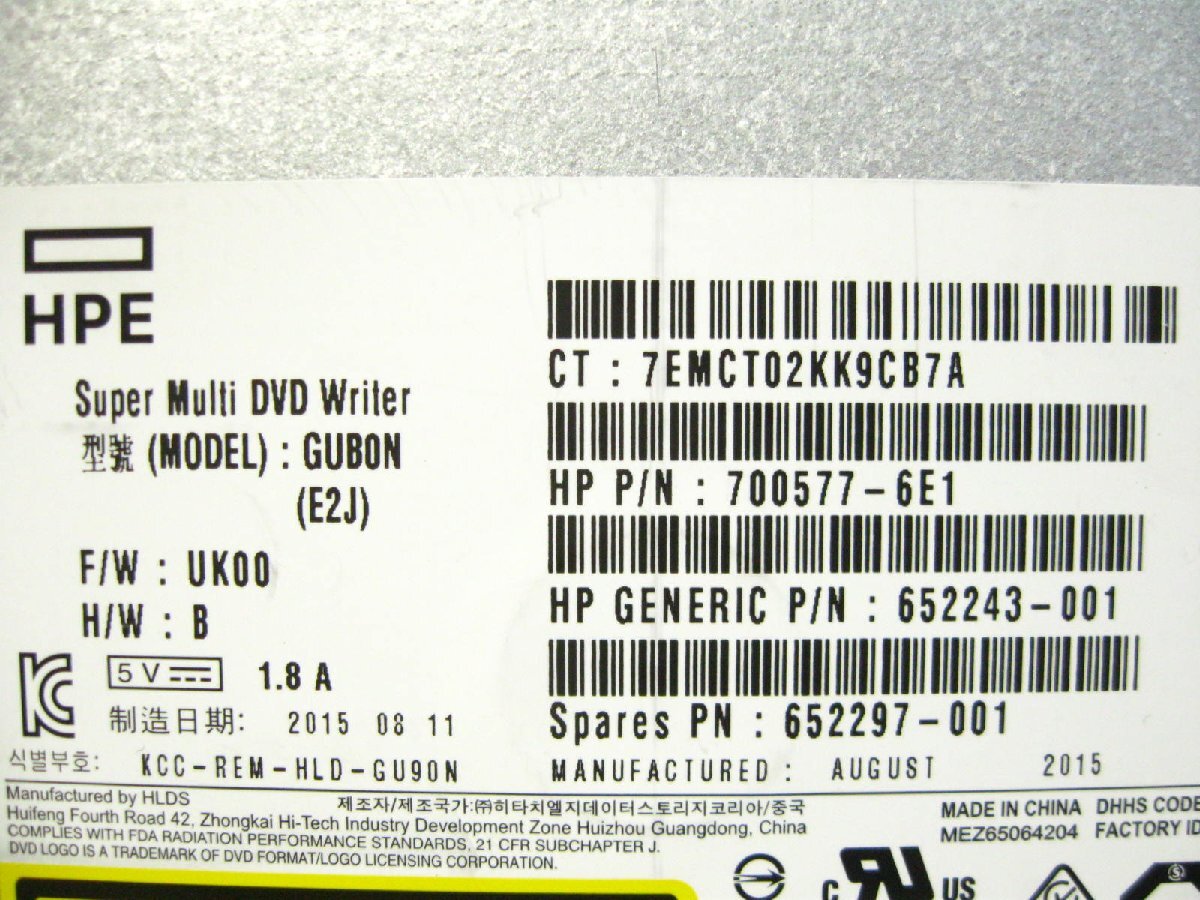 HPE
Super Multi DVD Writer
型號 (MODEL) : GUB0N
(E2J)
F/W : UK00
H/W : B
5V 1.8 A
制造日期: 2015 08 11
식별부호: KCC-REM-HLD-GU90N
CT : 7EMCT02KK9CB7A
HP P/N : 700577-6E1
HP GENERIC P/N : 652243-001
Spares PN : 652297-001
MANUFACTURED : AUGUST 2015
Manufactured by HLDS 제조자/제조국가:㈜히타치엘지데이터스토리지코리아/중국
Huifeng Fourth Road 42, Zhongkai Hi-Tech Industry Development Zone Huizhou Guangdong, China
COMPLIES WITH FDA RADIATION PERFORMANCE STANDARDS, 21 CFR SUBCHAPTER J.
DVD LOGO IS A TRADEMARK OF DVD FORMAT/LOGO LICENSING CORPORATION.
MADE IN CHINA DHHS CODE
MEZ65064204 FACTORY ID
c US